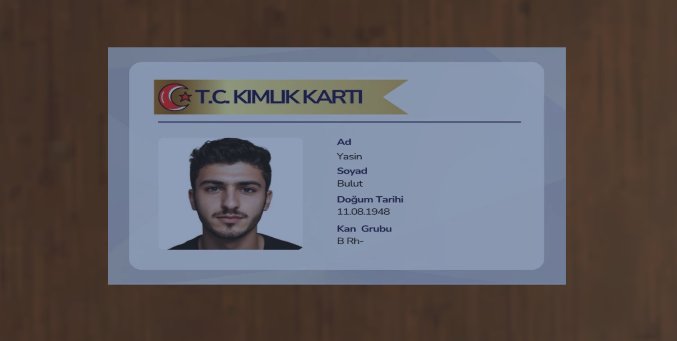 T.C. KIMLIK KARTI
Ad
Yasin
Soyad
Bulut
Doğum Tarihi
11.08.1948
Kan Grubu
B Rh-